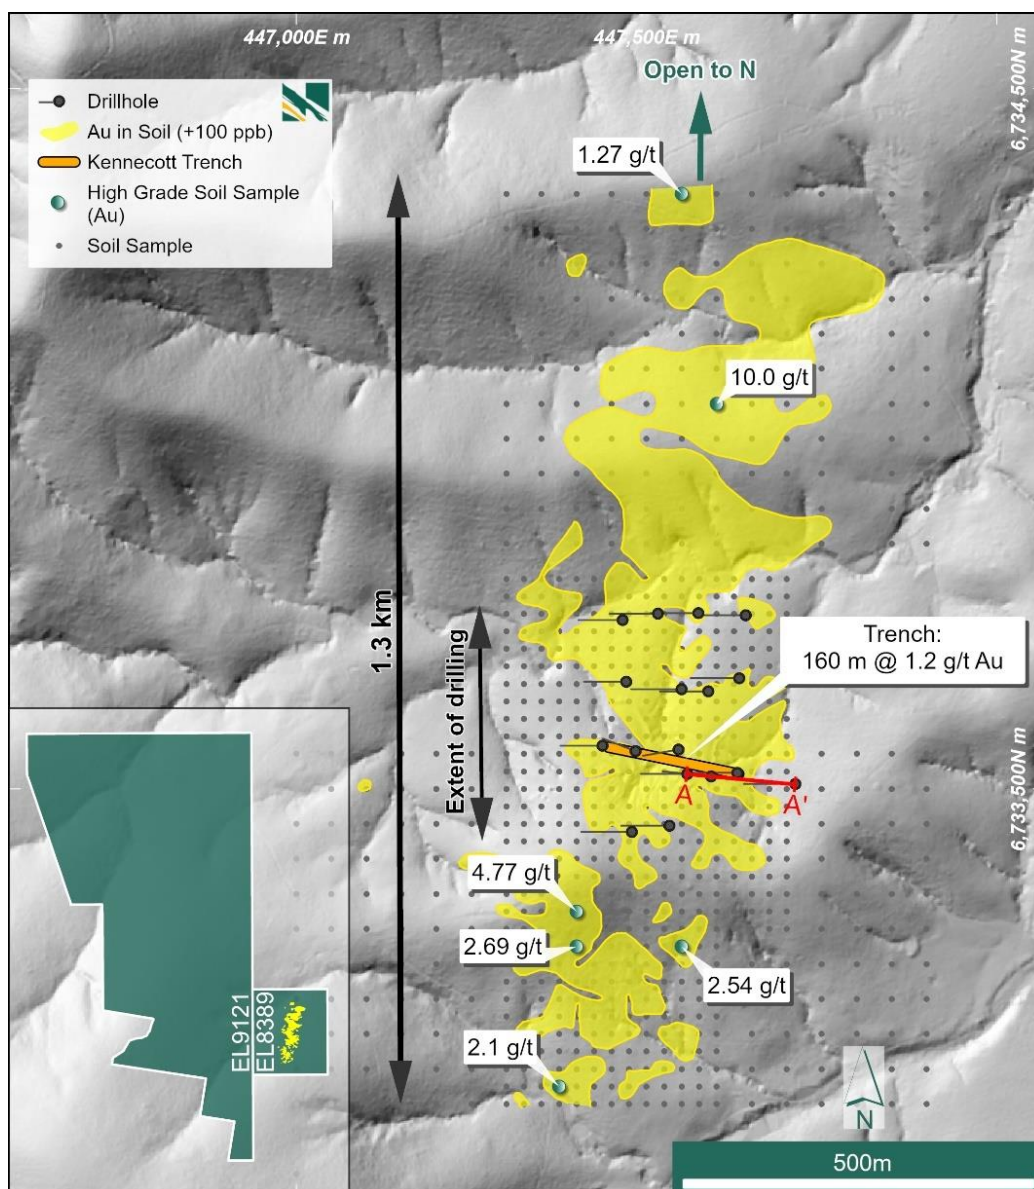 447,000E m
447,500E m
6,734,500N m
Open to N
Drillhole
Au in Soil (+100 ppb)
Kennecott Trench
High Grade Soil Sample
(Au)
Soil Sample
1.27 g/t
10.0 g/t
1.3 km
Extent of drilling
Trench:
160 m @ 1.2 g/t Au
A
A'
6,733,500N m
4.77 g/t
2.69 g/t
2.54 g/t
2.1 g/t
EL9121
EL8389
N
500m